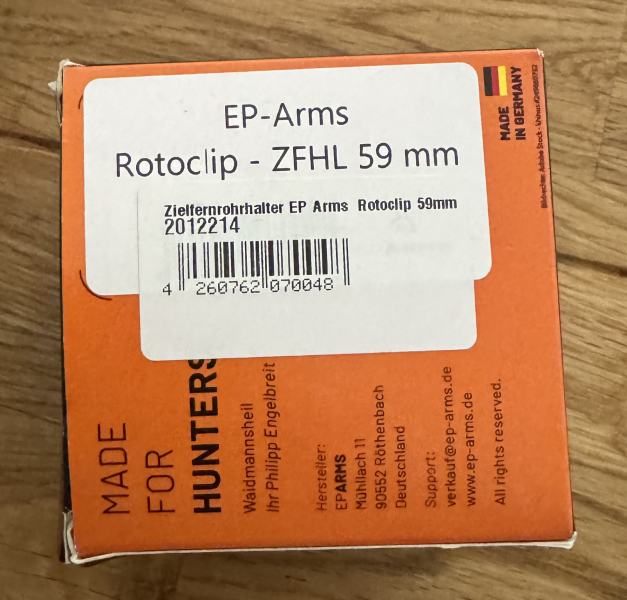 EP-Arms
Rotoclip - ZFHL 59 mm
Zielfernrohrhalter EP Arms Rotoclip 59mm
2012214
4 260762 070048
MADE
IN GERMANY
MADE
FOR
HUNTERS
Waidmannsheil
Ihr Philipp Engelbreit
Hersteller:
EPARMS
Mühllach 11
90552 Röthenbach
Deutschland
Support:
verkauf@ep-arms.de
www.ep-arms.de
All rights reserved.